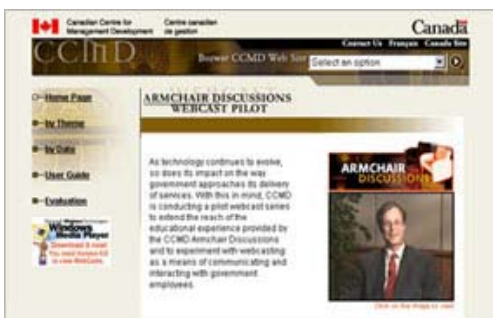 Canadian Centre for Management Development
Centre canadien de gestion
Canada
Contact Us Français Canada Site
CCMD
Browse CCMD Web Site
Select an option
Home Page
by Theme
by Date
User Guide
Evaluation
Windows
Media Player
Download it now!
ARMCHAIR DISCUSSIONS
WEBCAST PILOT
As technology continues to evolve,
so does its impact on the way
government approaches its delivery
of services. With this in mind, CCMD
is conducting a pilot webcast series
to extend the reach of the
educational experience provided by
the CCMD Armchair Discussions
and to experiment with webcasting
as a means of communicating and
interacting with government
employees.
ARMCHAIR
DISCUSSIONS
Click on the image to view